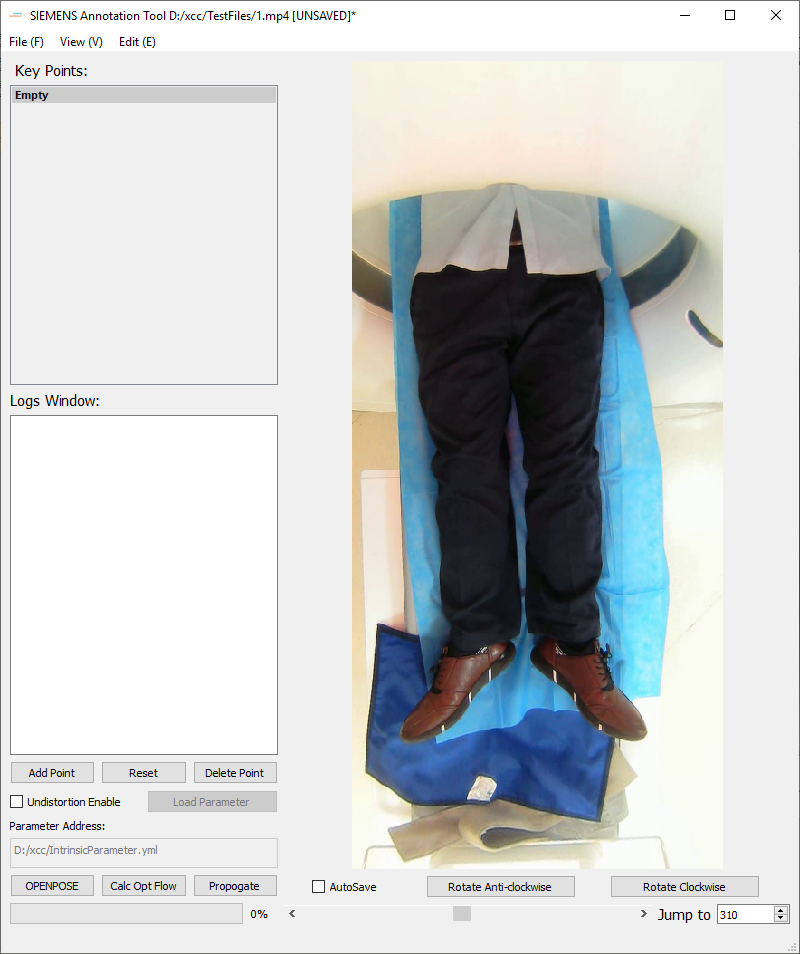 SIEMENS Annotation Tool D:/xcc/TestFiles/1.mp4 [UNSAVED]*
File (F) View (V) Edit (E)
Key Points:
Empty
Logs Window:
Add Point Reset Delete Point
Undistortion Enable Load Parameter
Parameter Address:
D:/xcc/IntrinsicParameter.yml
OPENPOSE Calc Opt Flow Propogate
0%
AutoSave Rotate Anti-clockwise Rotate Clockwise
Jump to 310